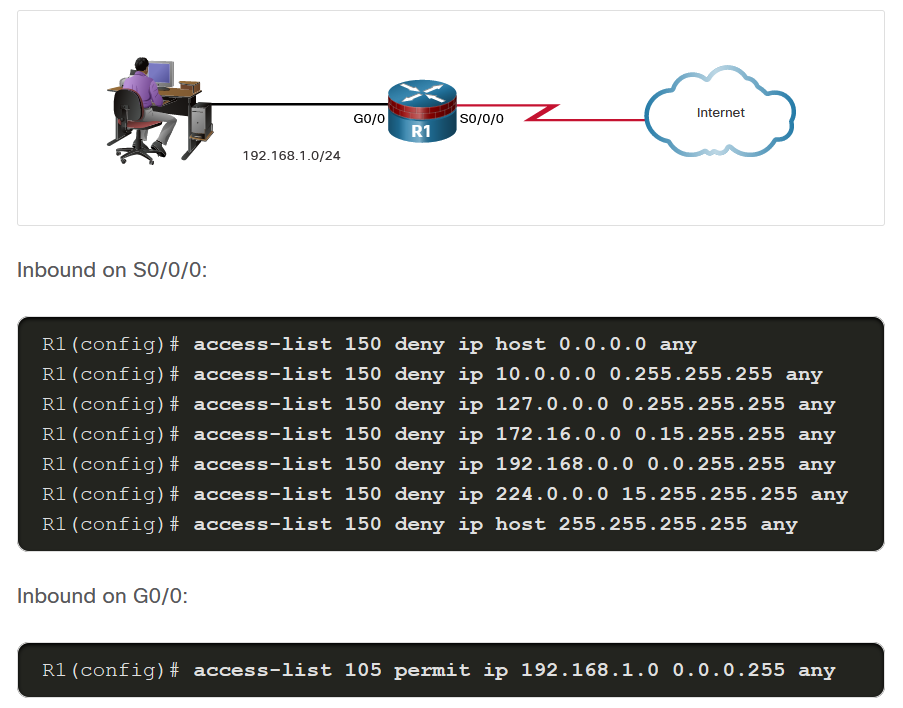 Internet
G0/0
S0/0/0
R1
192.168.1.0/24
Inbound on S0/0/0:
R1(config)# access-list 150 deny ip host 0.0.0.0 any
R1(config)# access-list 150 deny ip 10.0.0.0 0.255.255.255 any
R1(config)# access-list 150 deny ip 127.0.0.0 0.255.255.255 any
R1(config)# access-list 150 deny ip 172.16.0.0 0.15.255.255 any
R1(config)# access-list 150 deny ip 192.168.0.0 0.0.255.255 any
R1(config)# access-list 150 deny ip 224.0.0.0 15.255.255.255 any
R1(config)# access-list 150 deny ip host 255.255.255.255 any
Inbound on G0/0:
R1(config)# access-list 105 permit ip 192.168.1.0 0.0.0.255 any